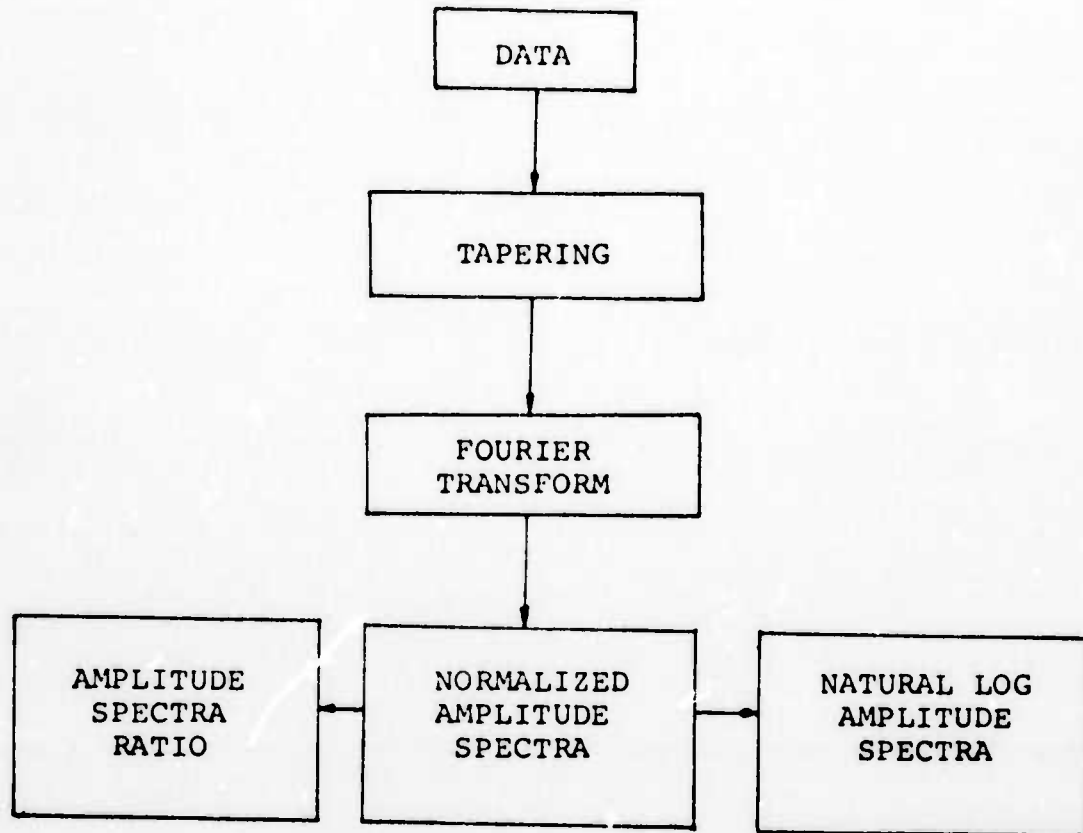 DATA
TAPERING
FOURIER
TRANSFORM
AMPLITUDE
SPECTRA
RATIO
NORMALIZED
AMPLITUDE
SPECTRA
NATURAL LOG
AMPLITUDE
SPECTRA